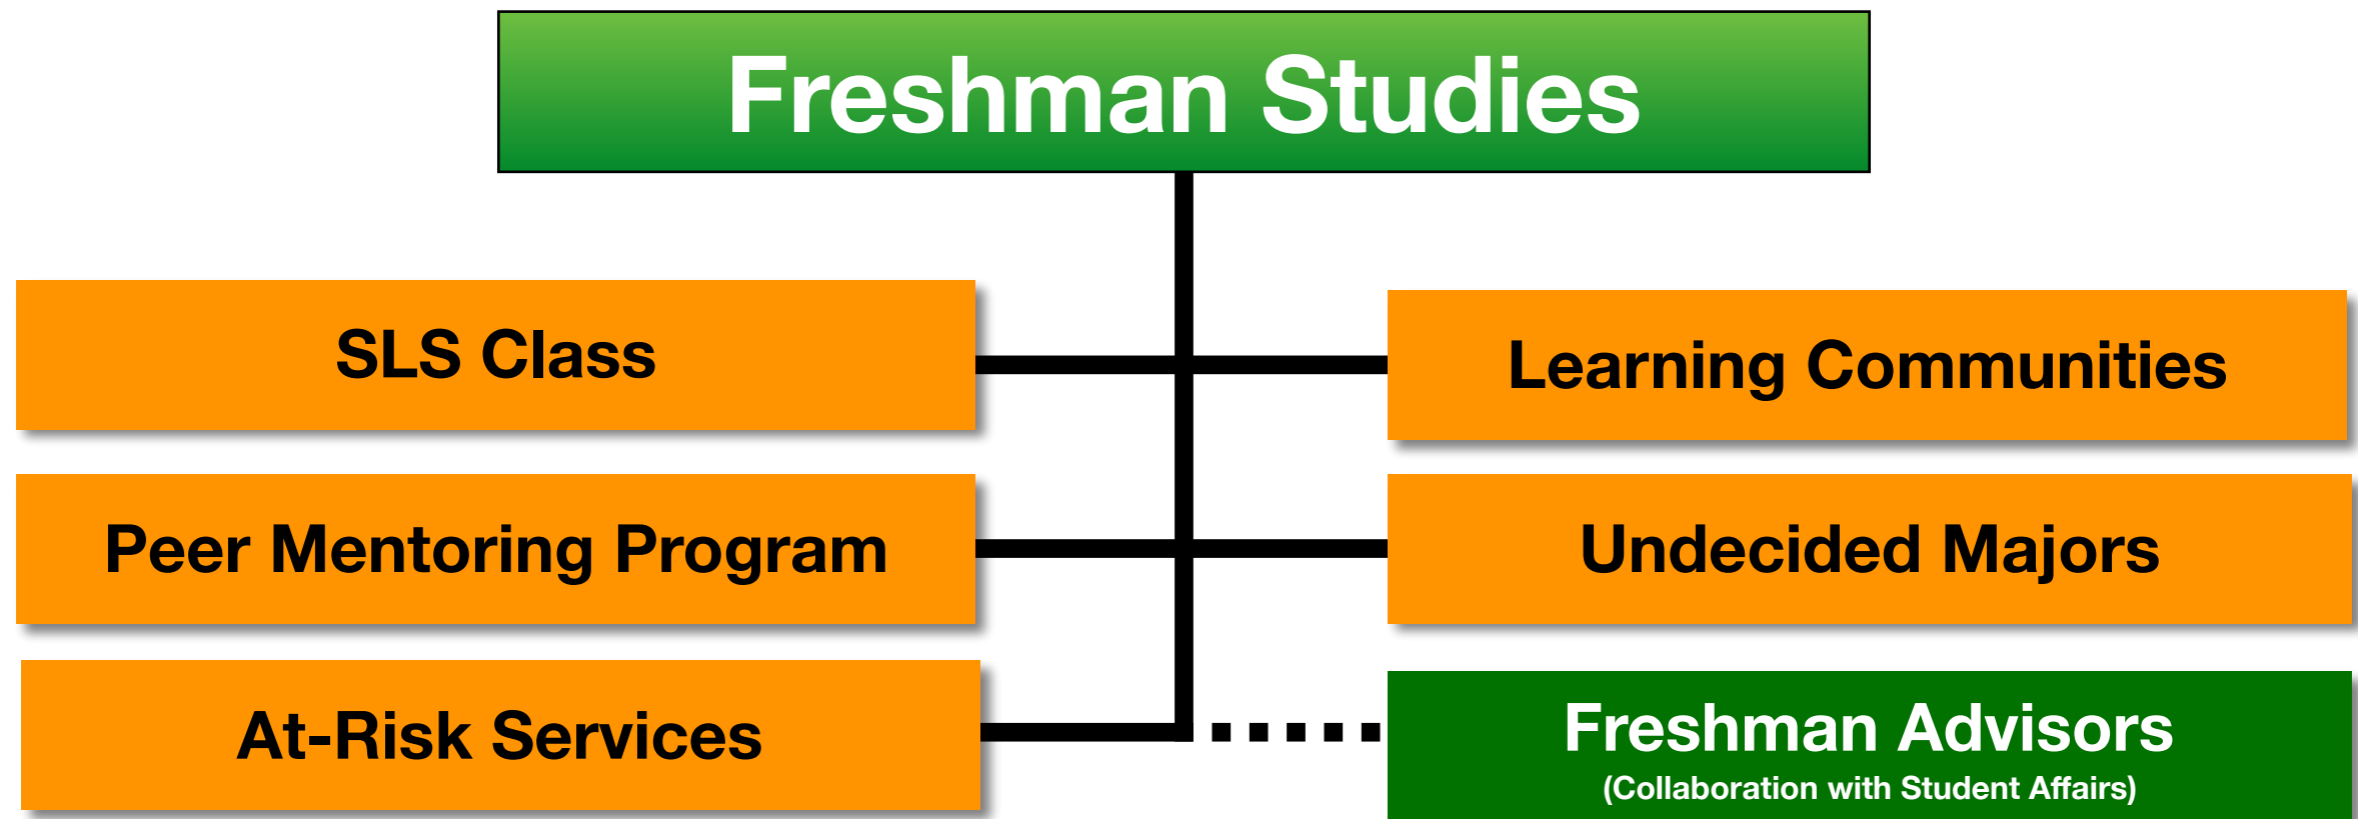 Freshman Studies
SLS Class
Learning Communities
Peer Mentoring Program
Undecided Majors
At-Risk Services
Freshman Advisors
(Collaboration with Student Affairs)